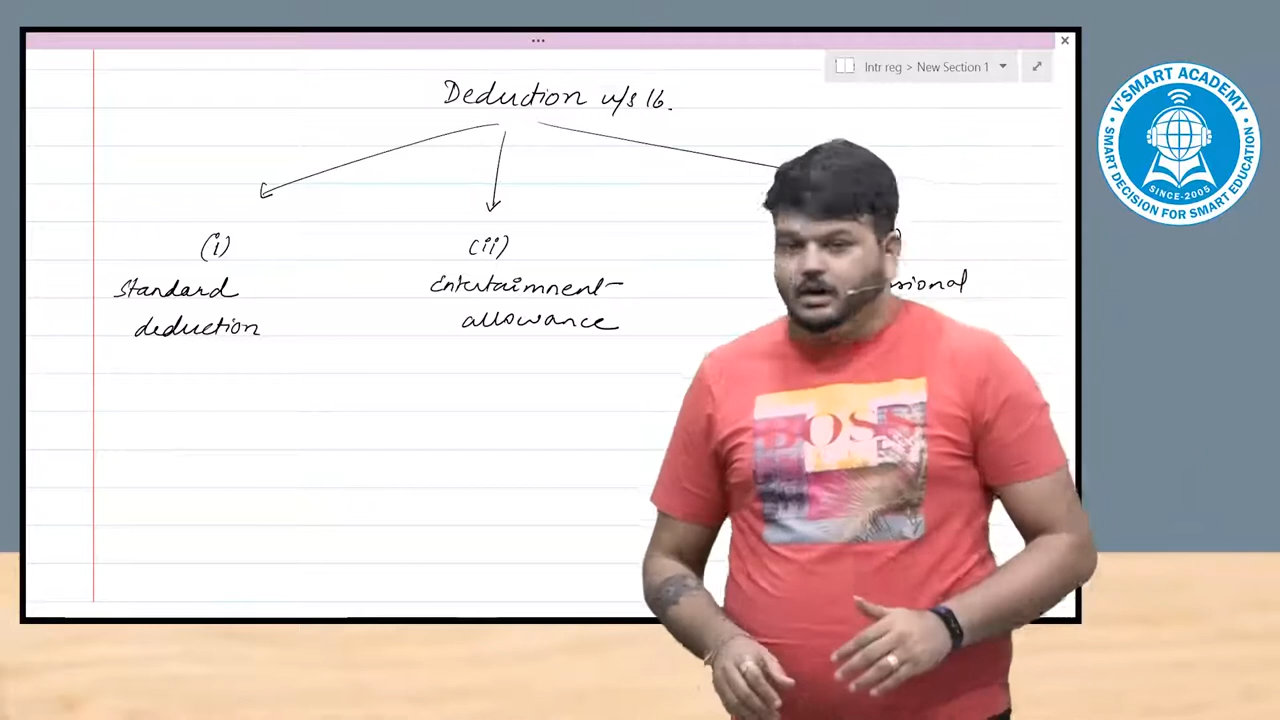 Intr reg > New Section 1
Deduction u/s 16.
(i)
(ii)
Standard
deduction
Entertaimnent
allowance
sional
BOSS
V'SMART ACADEMY
SINCE-2005
SMART DECISION FOR SMART EDUCATION